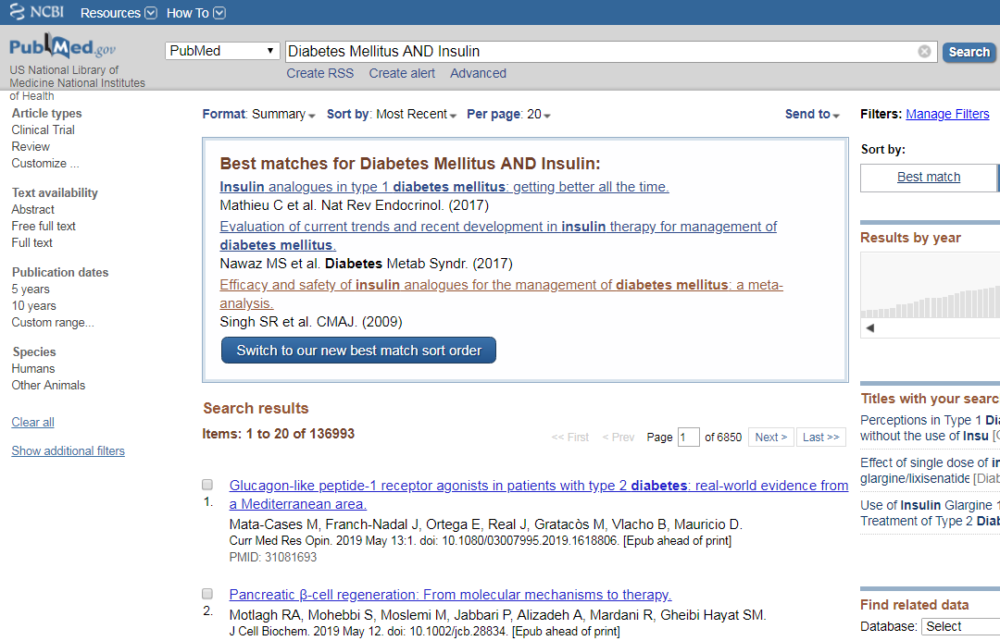 NCBI Resources How To
PubMed.gov
US National Library of
Medicine National Institutes
of Health
PubMed
Diabetes Mellitus AND Insulin
Search
Create RSS Create alert Advanced
Article types
Clinical Trial
Review
Customize ...
Text availability
Abstract
Free full text
Full text
Publication dates
5 years
10 years
Custom range...
Species
Humans
Other Animals
Clear all
Show additional filters
Format: Summary Sort by: Most Recent Per page: 20 Send to
Best matches for Diabetes Mellitus AND Insulin:
Insulin analogues in type 1 diabetes mellitus: getting better all the time.
Mathieu C et al. Nat Rev Endocrinol. (2017)
Evaluation of current trends and recent development in insulin therapy for management of
diabetes mellitus.
Nawaz MS et al. Diabetes Metab Syndr. (2017)
Efficacy and safety of insulin analogues for the management of diabetes mellitus: a meta-
analysis.
Singh SR et al. CMAJ. (2009)
Switch to our new best match sort order
Search results
Items: 1 to 20 of 136993
<< First < Prev Page 1 of 6850 Next > Last >>
Glucagon-like peptide-1 receptor agonists in patients with type 2 diabetes: real-world evidence from
1. a Mediterranean area.
Mata-Cases M, Franch-Nadal J, Ortega E, Real J, Gratacòs M, Vlacho B, Mauricio D.
Curr Med Res Opin. 2019 May 13:1. doi: 10.1080/03007995.2019.1618806. [Epub ahead of print]
PMID: 31081693
Pancreatic β-cell regeneration: From molecular mechanisms to therapy.
2. Motlagh RA, Mohebbi S, Moslemi M, Jabbari P, Alizadeh A, Mardani R, Gheibi Hayat SM.
J Cell Biochem. 2019 May 12. doi: 10.1002/jcb.28834. [Epub ahead of print]
Filters: Manage Filters
Sort by:
Best match
Results by year
Titles with your searc
Perceptions in Type 1 Dia
without the use of Insu [C
Effect of single dose of in
glargine/lixisenatide [Diab
Use of Insulin Glargine 1
Treatment of Type 2 Diab
Find related data
Database: Select